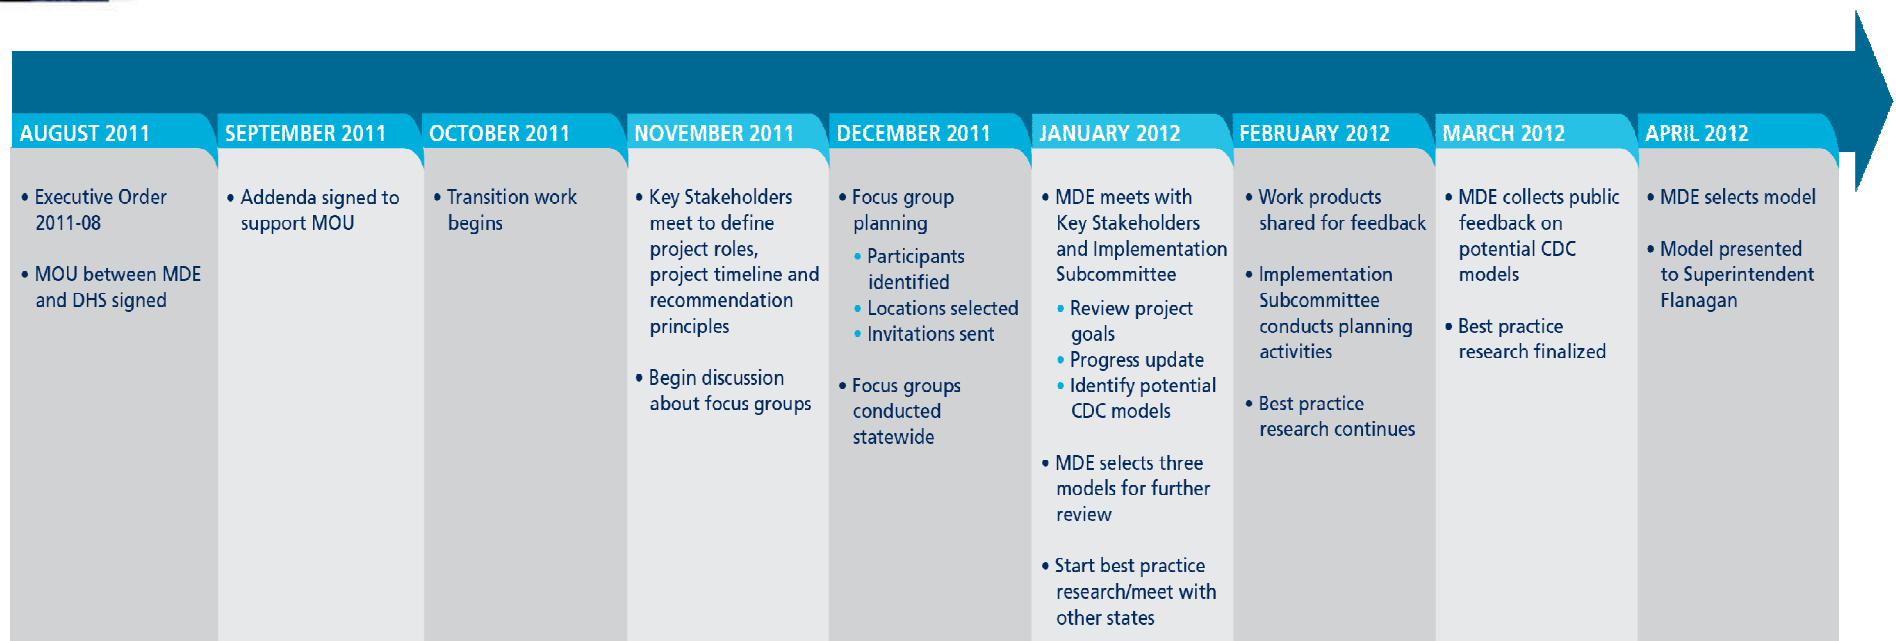 AUGUST 2011
• Executive Order
2011-08
• MOU between MDE
and DHS signed
SEPTEMBER 2011
• Addenda signed to
support MOU
OCTOBER 2011
• Transition work
begins
NOVEMBER 2011
• Key Stakeholders
meet to define
project roles,
project timeline and
recommendation
principles
• Begin discussion
about focus groups
DECEMBER 2011
• Focus group
planning
• Participants
identified
• Locations selected
• Invitations sent
• Focus groups
conducted
statewide
JANUARY 2012
• MDE meets with
Key Stakeholders
and Implementation
Subcommittee
• Review project
goals
• Progress update
• Identify potential
CDC models
• MDE selects three
models for further
review
• Start best practice
research/meet with
other states
FEBRUARY 2012
• Work products
shared for feedback
• Implementation
Subcommittee
conducts planning
activities
• Best practice
research continues
MARCH 2012
• MDE collects public
feedback on
potential CDC
models
• Best practice
research finalized
APRIL 2012
• MDE selects model
• Model presented
to Superintendent
Flanagan